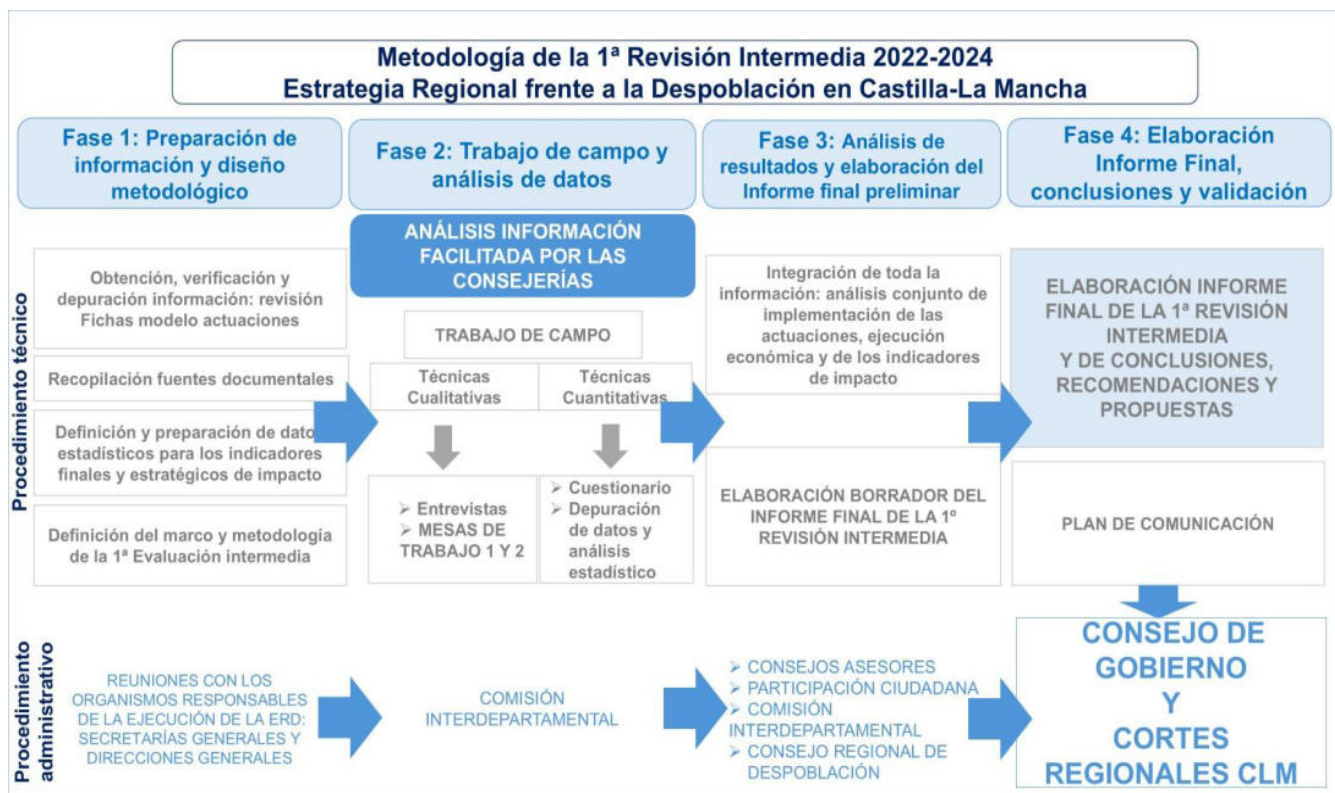 Metodología de la 1ª Revisión Intermedia 2022-2024
Estrategia Regional frente a la Despoblación en Castilla-La Mancha
Fase 1: Preparación de
información y diseño
metodológico
Fase 2: Trabajo de campo y
análisis de datos
Fase 3: Análisis de
resultados y elaboración del
Informe final preliminar
Fase 4: Elaboración
Informe Final,
conclusiones y validación
Procedimiento técnico
Obtención, verificación y
depuración información: revisión
Fichas modelo actuaciones
Recopilación fuentes documentales
Definición y preparación de dato
estadísticos para los indicadores
finales y estratégicos de impacto
Definición del marco y metodología
de la 1ª Evaluación intermedia
ANÁLISIS INFORMACIÓN
FACILITADA POR LAS
CONSEJERÍAS
TRABAJO DE CAMPO
Técnicas
Cualitativas
Técnicas
Cuantitativas
➢ Entrevistas
➢ MESAS DE
TRABAJO 1 Y 2
➢ Cuestionario
➢ Depuración
de datos y
análisis
estadístico
Integración de toda la
información: análisis conjunto de
implementación de las
actuaciones, ejecución
económica y de los indicadores
de impacto
ELABORACIÓN BORRADOR DEL
INFORME FINAL DE LA 1º
REVISIÓN INTERMEDIA
ELABORACIÓN INFORME
FINAL DE LA 1ª REVISIÓN
INTERMEDIA
Y DE CONCLUSIONES,
RECOMENDACIONES Y
PROPUESTAS
PLAN DE COMUNICACIÓN
Procedimiento
administrativo
REUNIONES CON LOS
ORGANISMOS RESPONSABLES
DE LA EJECUCIÓN DE LA ERD:
SECRETARÍAS GENERALES Y
DIRECCIONES GENERALES
COMISIÓN
INTERDEPARTAMENTAL
➢ CONSEJOS ASESORES
➢ PARTICIPACIÓN CIUDADANA
➢ COMISIÓN
INTERDEPARTAMENTAL
➢ CONSEJO REGIONAL DE
DESPOBLACIÓN
CONSEJO DE
GOBIERNO
Y
CORTES
REGIONALES CLM